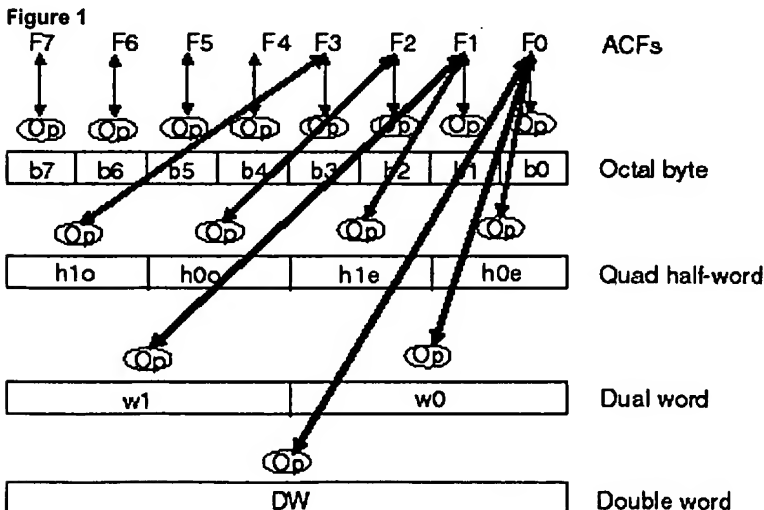 Figure 1
F7 F6 F5 F4 F3 F2 F1 F0 ACFs
Op Op Op Op Op Op Op Op
b7 b6 b5 b4 b3 b2 b1 b0 Octal byte
Op Op Op Op
h1o h0o h1e h0e Quad half-word
Op Op
w1 w0 Dual word
Op
DW Double word